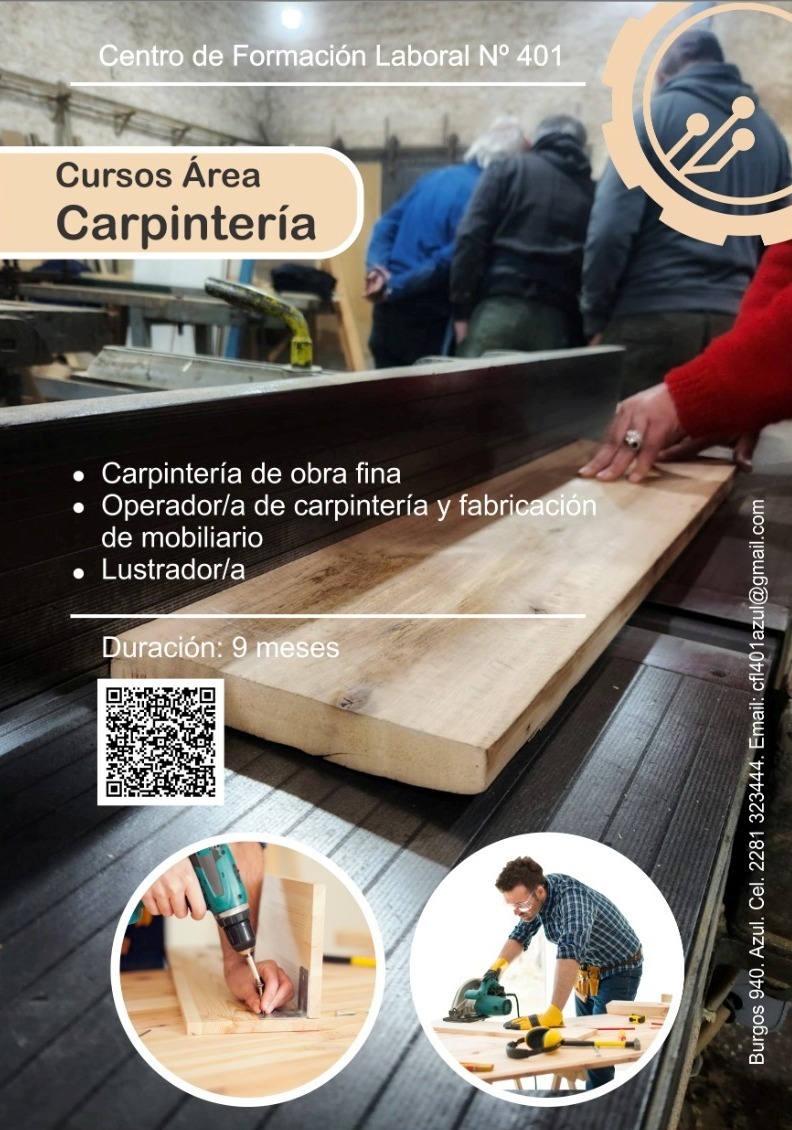 Centro de Formación Laboral Nº 401
Cursos Área
Carpintería
• Carpintería de obra fina
• Operador/a de carpintería y fabricación
de mobiliario
• Lustrador/a
Duración: 9 meses
Burgos 940. Azul. Cel. 2281 323444. Email: cfl401azul@gmail.com